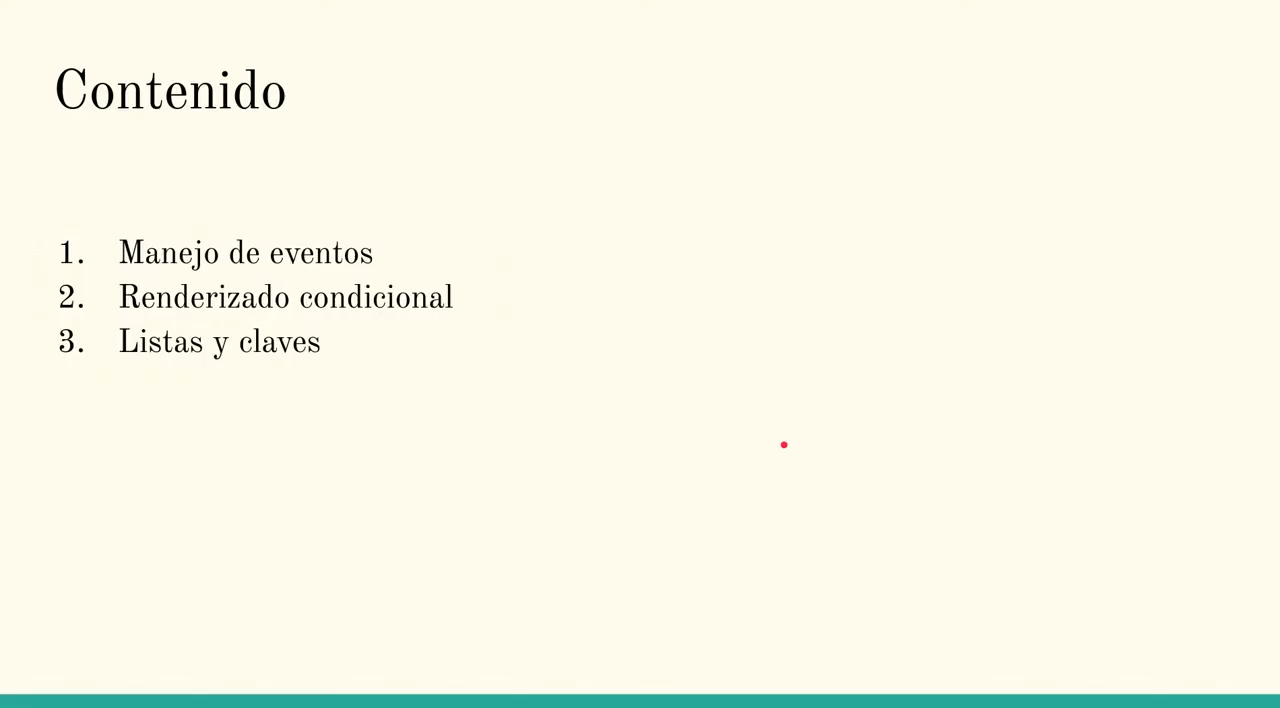 Contenido
1. Manejo de eventos
2. Renderizado condicional
3. Listas y claves